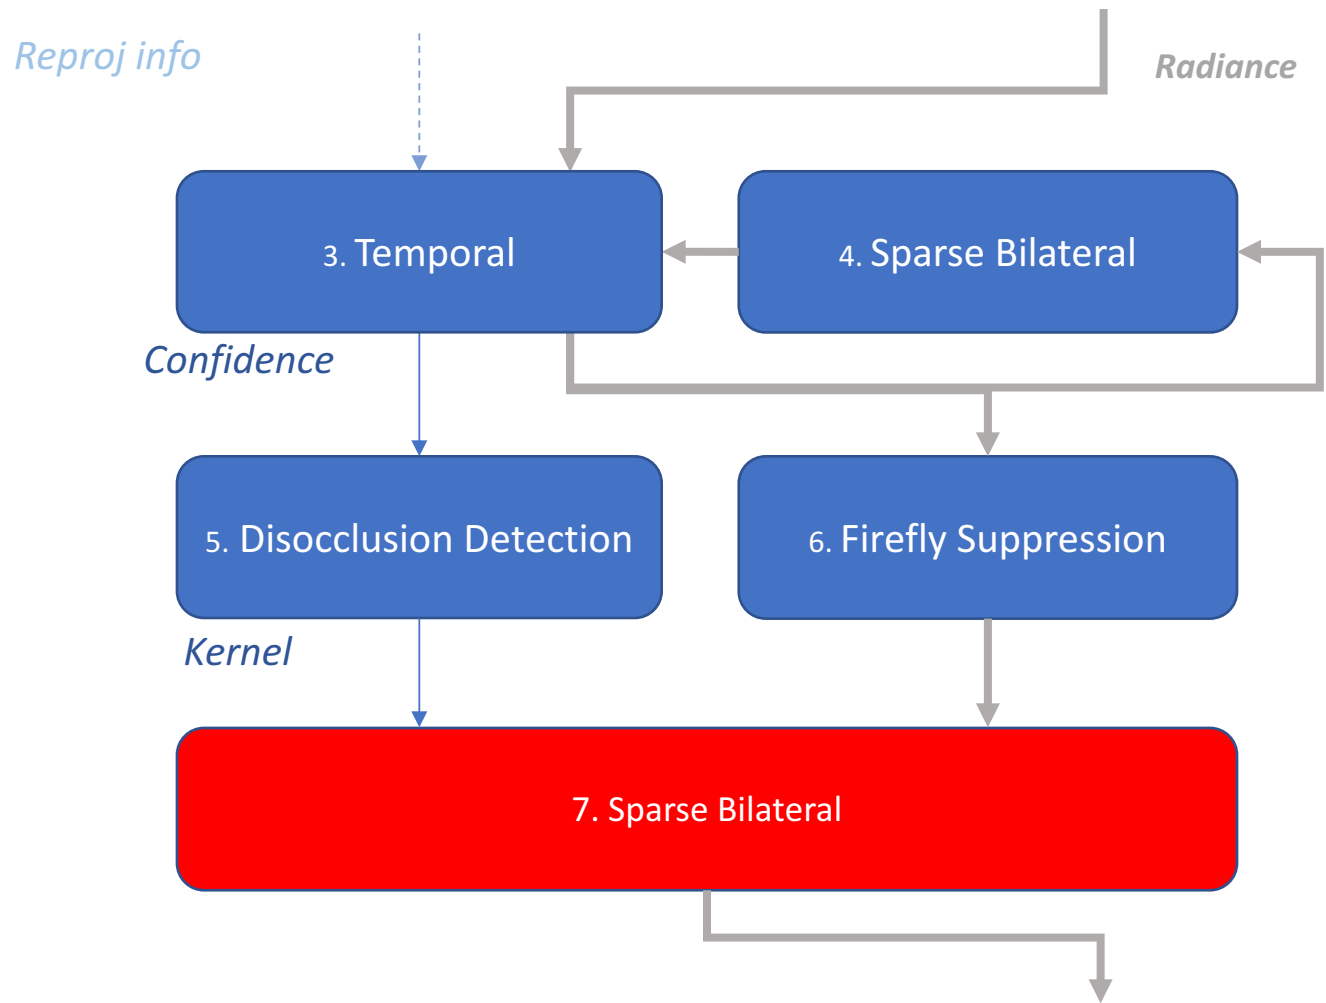 Reproj info
Radiance
3. Temporal
4. Sparse Bilateral
Confidence
5. Disocclusion Detection
6. Firefly Suppression
Kernel
7. Sparse Bilateral